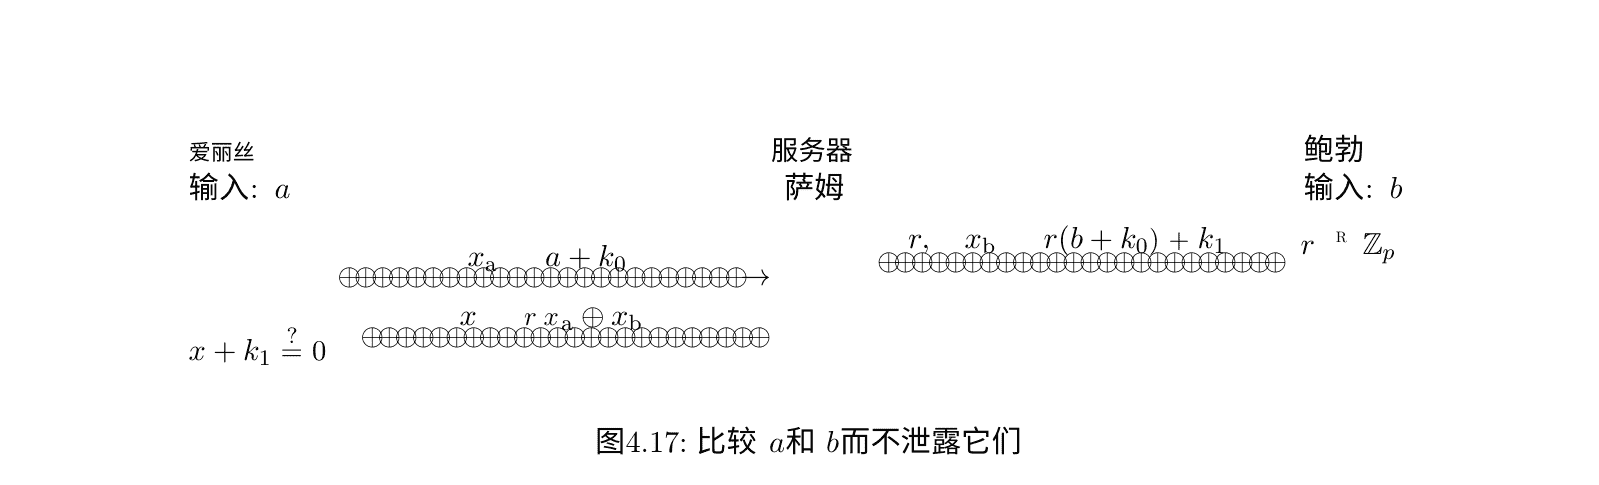 爱丽丝 服务器 鲍勃
输入: a 萨姆 输入: b
r, x_b r(b + k_0) + k_1 r R ℤ_p
x_a a + k_0
x r x_a ⊕ x_b
x + k_1 ≟ 0
图4.17: 比较 a和 b而不泄露它们